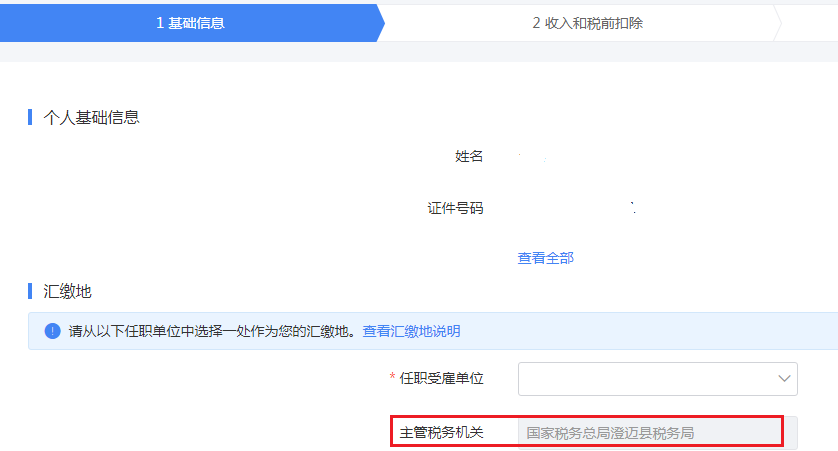 1 基础信息
2 收入和税前扣除
个人基础信息
姓名
证件号码
查看全部
汇缴地
! 请从以下任职单位中选择一处作为您的汇缴地。查看汇缴地说明
* 任职受雇单位
主管税务机关 国家税务总局澄迈县税务局